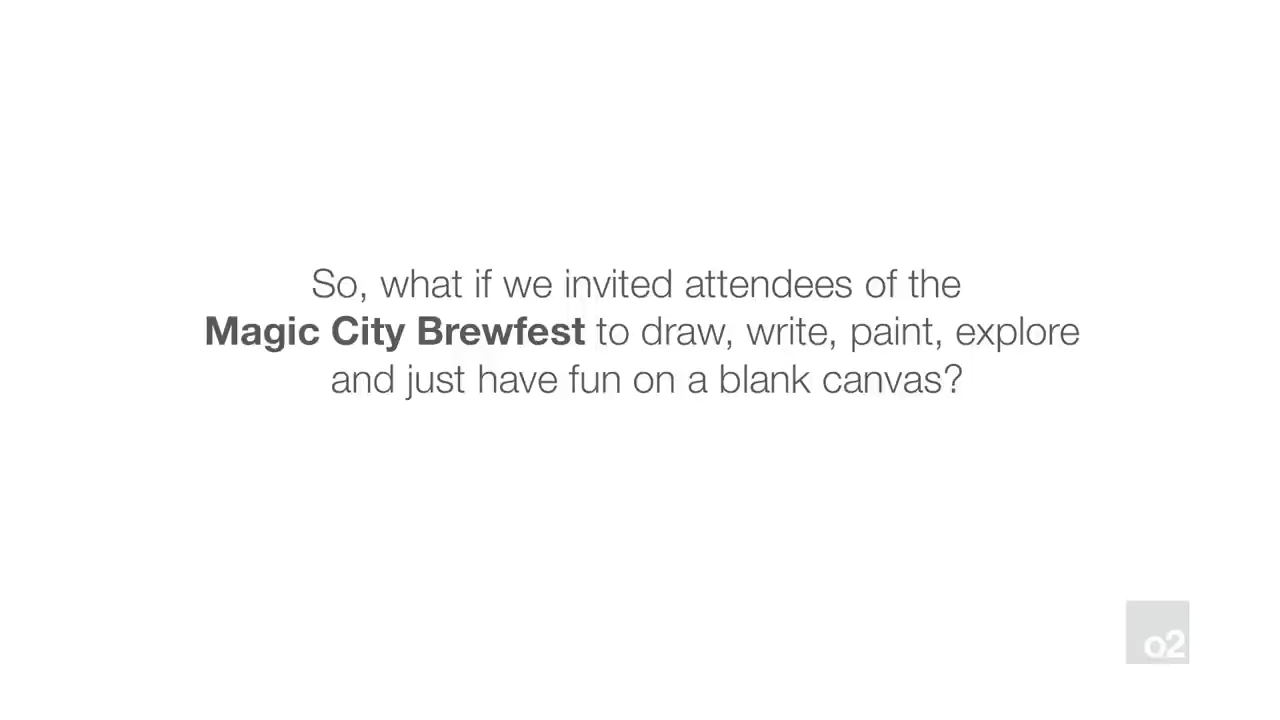 So, what if we invited attendees of the
Magic City Brewfest to draw, write, paint, explore
and just have fun on a blank canvas?
o2